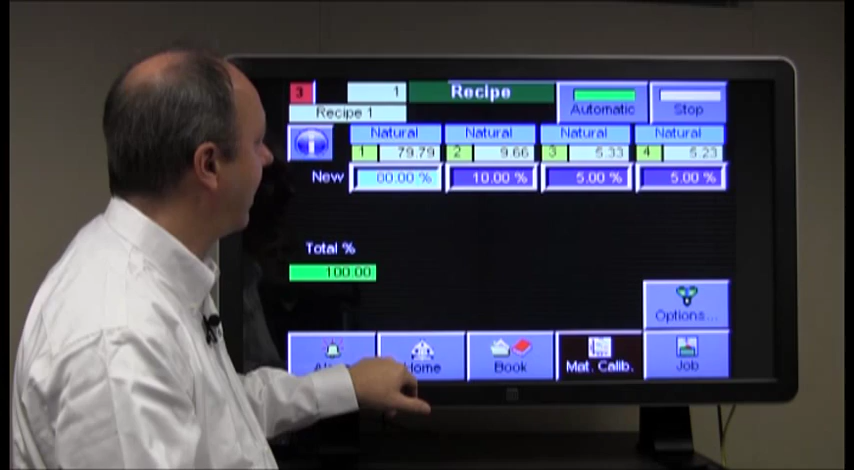 3 1 Recipe
Recipe 1
Automatic Stop
Natural Natural Natural Natural
1 79.79 2 9.66 3 5.33 4 5.23
New 00.00 % 10.00 % 5.00 % 5.00 %
Total %
100.00
Options...
Home Book Mat. Calib. Job